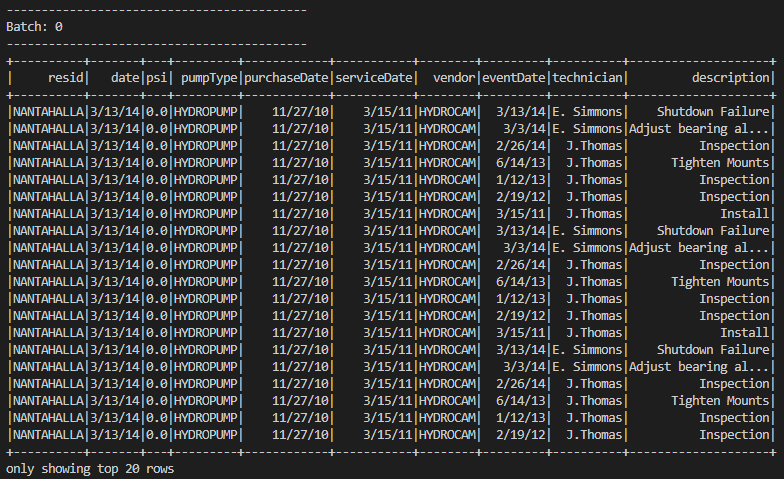 -------------------------------------------
Batch: 0
-------------------------------------------
+----------+-------+---+---------+------------+-----------+--------+---------+----------+--------------------+
|     resid|   date|psi| pumpType|purchaseDate|serviceDate|  vendor|eventDate|technician|         description|
+----------+-------+---+---------+------------+-----------+--------+---------+----------+--------------------+
|NANTAHALLA|3/13/14|0.0|HYDROPUMP|    11/27/10|    3/15/11|HYDROCAM|  3/13/14|E. Simmons|    Shutdown Failure|
|NANTAHALLA|3/13/14|0.0|HYDROPUMP|    11/27/10|    3/15/11|HYDROCAM|   3/3/14|E. Simmons|Adjust bearing al...|
|NANTAHALLA|3/13/14|0.0|HYDROPUMP|    11/27/10|    3/15/11|HYDROCAM|  2/26/14|  J.Thomas|          Inspection|
|NANTAHALLA|3/13/14|0.0|HYDROPUMP|    11/27/10|    3/15/11|HYDROCAM|  6/14/13|  J.Thomas|      Tighten Mounts|
|NANTAHALLA|3/13/14|0.0|HYDROPUMP|    11/27/10|    3/15/11|HYDROCAM|  1/12/13|  J.Thomas|          Inspection|
|NANTAHALLA|3/13/14|0.0|HYDROPUMP|    11/27/10|    3/15/11|HYDROCAM|  2/19/12|  J.Thomas|          Inspection|
|NANTAHALLA|3/13/14|0.0|HYDROPUMP|    11/27/10|    3/15/11|HYDROCAM|  3/15/11|  J.Thomas|             Install|
|NANTAHALLA|3/13/14|0.0|HYDROPUMP|    11/27/10|    3/15/11|HYDROCAM|  3/13/14|E. Simmons|    Shutdown Failure|
|NANTAHALLA|3/13/14|0.0|HYDROPUMP|    11/27/10|    3/15/11|HYDROCAM|   3/3/14|E. Simmons|Adjust bearing al...|
|NANTAHALLA|3/13/14|0.0|HYDROPUMP|    11/27/10|    3/15/11|HYDROCAM|  2/26/14|  J.Thomas|          Inspection|
|NANTAHALLA|3/13/14|0.0|HYDROPUMP|    11/27/10|    3/15/11|HYDROCAM|  6/14/13|  J.Thomas|      Tighten Mounts|
|NANTAHALLA|3/13/14|0.0|HYDROPUMP|    11/27/10|    3/15/11|HYDROCAM|  1/12/13|  J.Thomas|          Inspection|
|NANTAHALLA|3/13/14|0.0|HYDROPUMP|    11/27/10|    3/15/11|HYDROCAM|  2/19/12|  J.Thomas|          Inspection|
|NANTAHALLA|3/13/14|0.0|HYDROPUMP|    11/27/10|    3/15/11|HYDROCAM|  3/15/11|  J.Thomas|             Install|
|NANTAHALLA|3/13/14|0.0|HYDROPUMP|    11/27/10|    3/15/11|HYDROCAM|  3/13/14|E. Simmons|    Shutdown Failure|
|NANTAHALLA|3/13/14|0.0|HYDROPUMP|    11/27/10|    3/15/11|HYDROCAM|   3/3/14|E. Simmons|Adjust bearing al...|
|NANTAHALLA|3/13/14|0.0|HYDROPUMP|    11/27/10|    3/15/11|HYDROCAM|  2/26/14|  J.Thomas|          Inspection|
|NANTAHALLA|3/13/14|0.0|HYDROPUMP|    11/27/10|    3/15/11|HYDROCAM|  6/14/13|  J.Thomas|      Tighten Mounts|
|NANTAHALLA|3/13/14|0.0|HYDROPUMP|    11/27/10|    3/15/11|HYDROCAM|  1/12/13|  J.Thomas|          Inspection|
|NANTAHALLA|3/13/14|0.0|HYDROPUMP|    11/27/10|    3/15/11|HYDROCAM|  2/19/12|  J.Thomas|          Inspection|
+----------+-------+---+---------+------------+-----------+--------+---------+----------+--------------------+
only showing top 20 rows